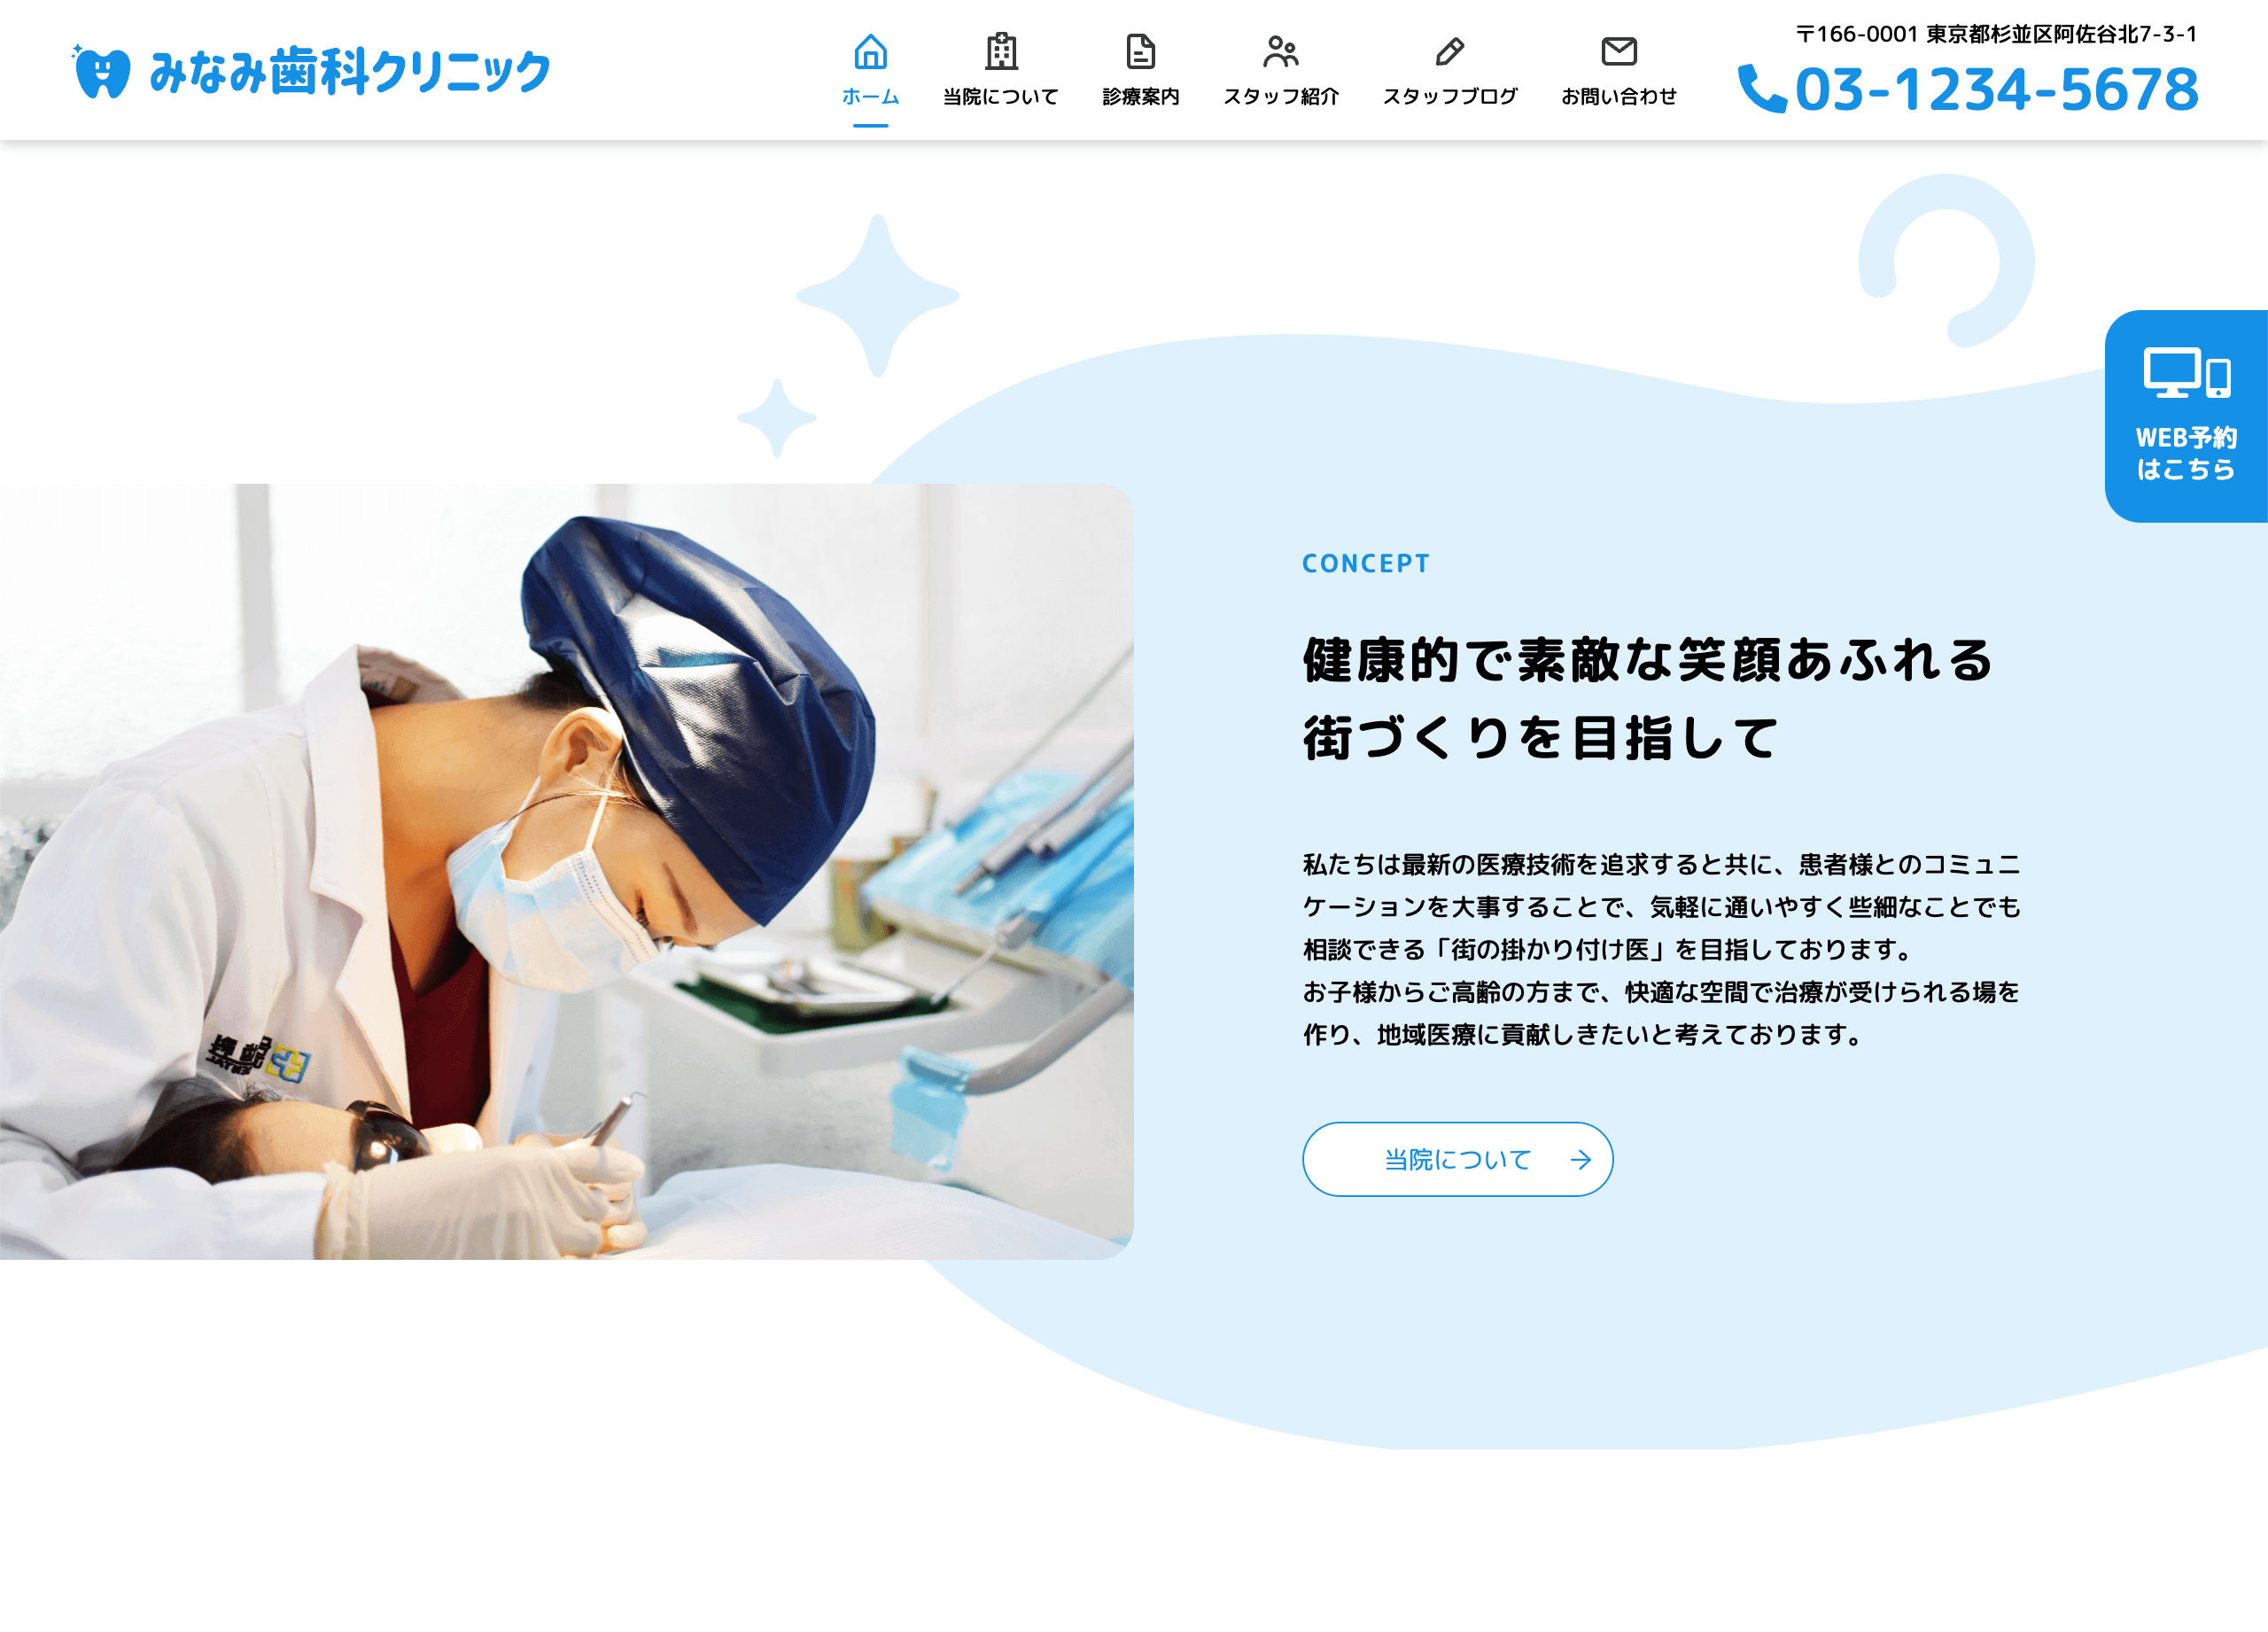 みなみ歯科クリニック
ホーム
当院について
診療案内
スタッフ紹介
スタッフブログ
お問い合わせ
〒166-0001 東京都杉並区阿佐谷北7-3-1
03-1234-5678
WEB予約
はこちら
CONCEPT
健康的で素敵な笑顔あふれる
街づくりを目指して
私たちは最新の医療技術を追求すると共に、患者様とのコミュニ
ケーションを大事することで、気軽に通いやすく些細なことでも
相談できる「街の掛かり付け医」を目指しております。
お子様からご高齢の方まで、快適な空間で治療が受けられる場を
作り、地域医療に貢献しきたいと考えております。
当院について